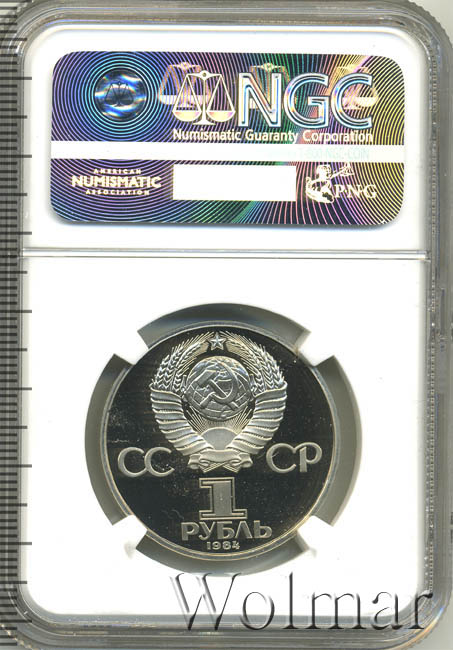 NGC
Numismatic Guaranty Corporation
AMERICAN
NUMISMATIC
ASSOCIATION
PNG
СС СР
1
РУБЛЬ
1984
Wolmar